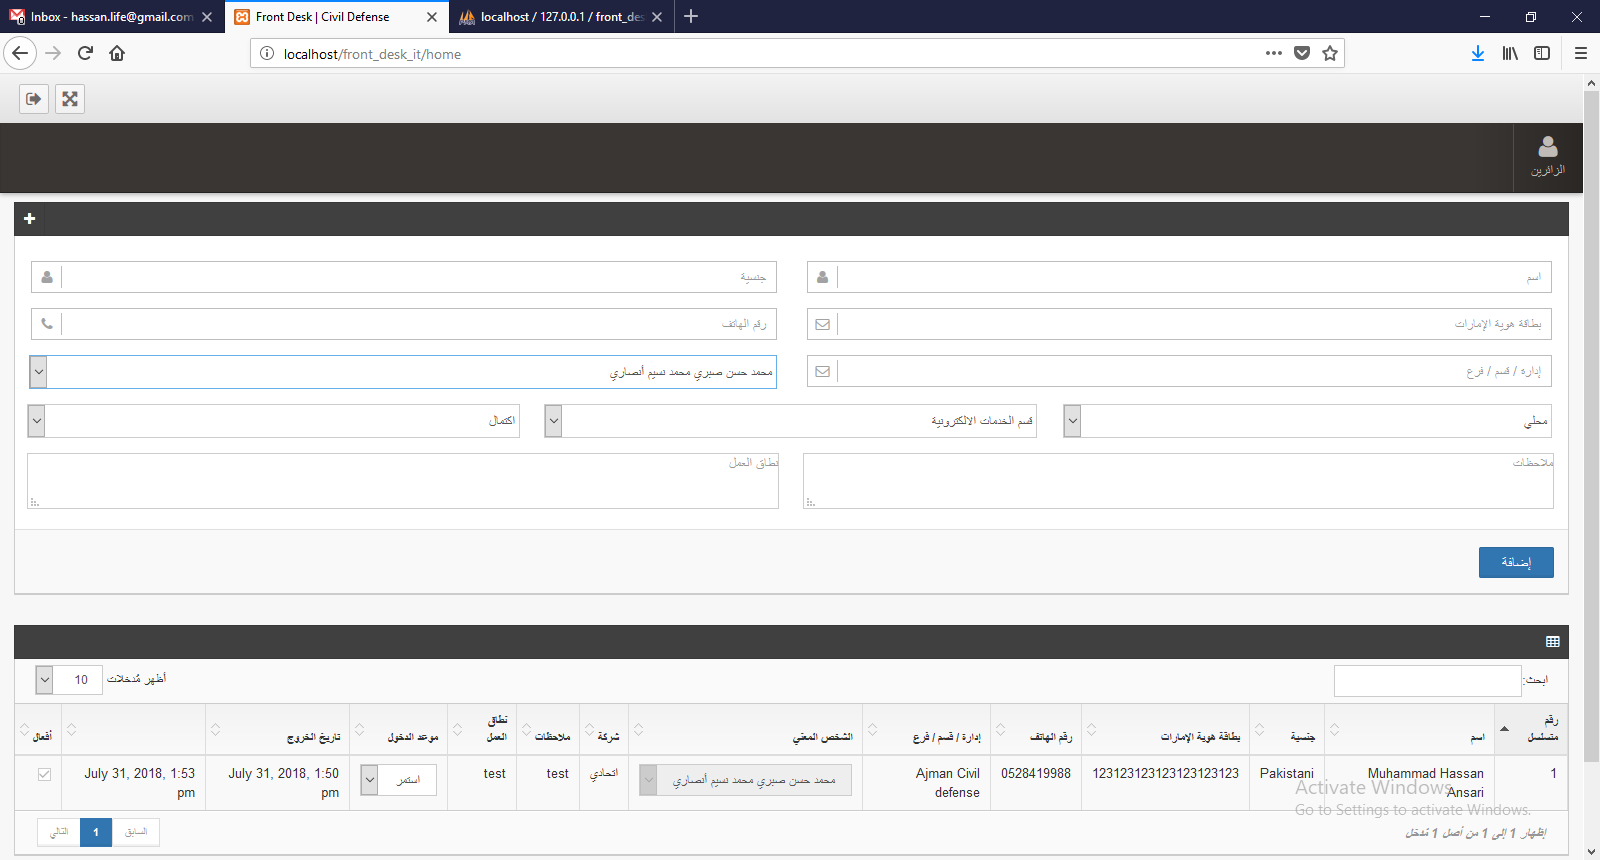 Inbox - hassan.life@gmail.com
Front Desk | Civil Defense
localhost / 127.0.0.1 / front_des
localhost/front_desk_it/home
الزائرين
اسم
جنسية
بطاقة هوية الإمارات
رقم الهاتف
إدارة / قسم / فرع
محمد حسن صبري محمد نسيم أنصاري
محلي
قسم الخدمات الالكترونية
اكتمال
ملاحظات
نطاق العمل
إضافة
ابحث:
أظهر مُدخلات 10
رقم متسلسل
اسم
جنسية
بطاقة هوية الإمارات
رقم الهاتف
إدارة / قسم / فرع
الشخص المعني
شركة
ملاحظات
نطاق العمل
موعد الدخول
تاريخ الخروج
أفعال
1
Muhammad Hassan Ansari
Pakistani
123123123123123123123
0528419988
Ajman Civil defense
محمد حسن صبري محمد نسيم أنصاري
اتحادي
test
test
استمر
July 31, 2018, 1:50 pm
July 31, 2018, 1:53 pm
إظهار 1 إلى 1 من أصل 1 مُدخل
السابق
1
التالي
Activate Windows
Go to Settings to activate Windows.